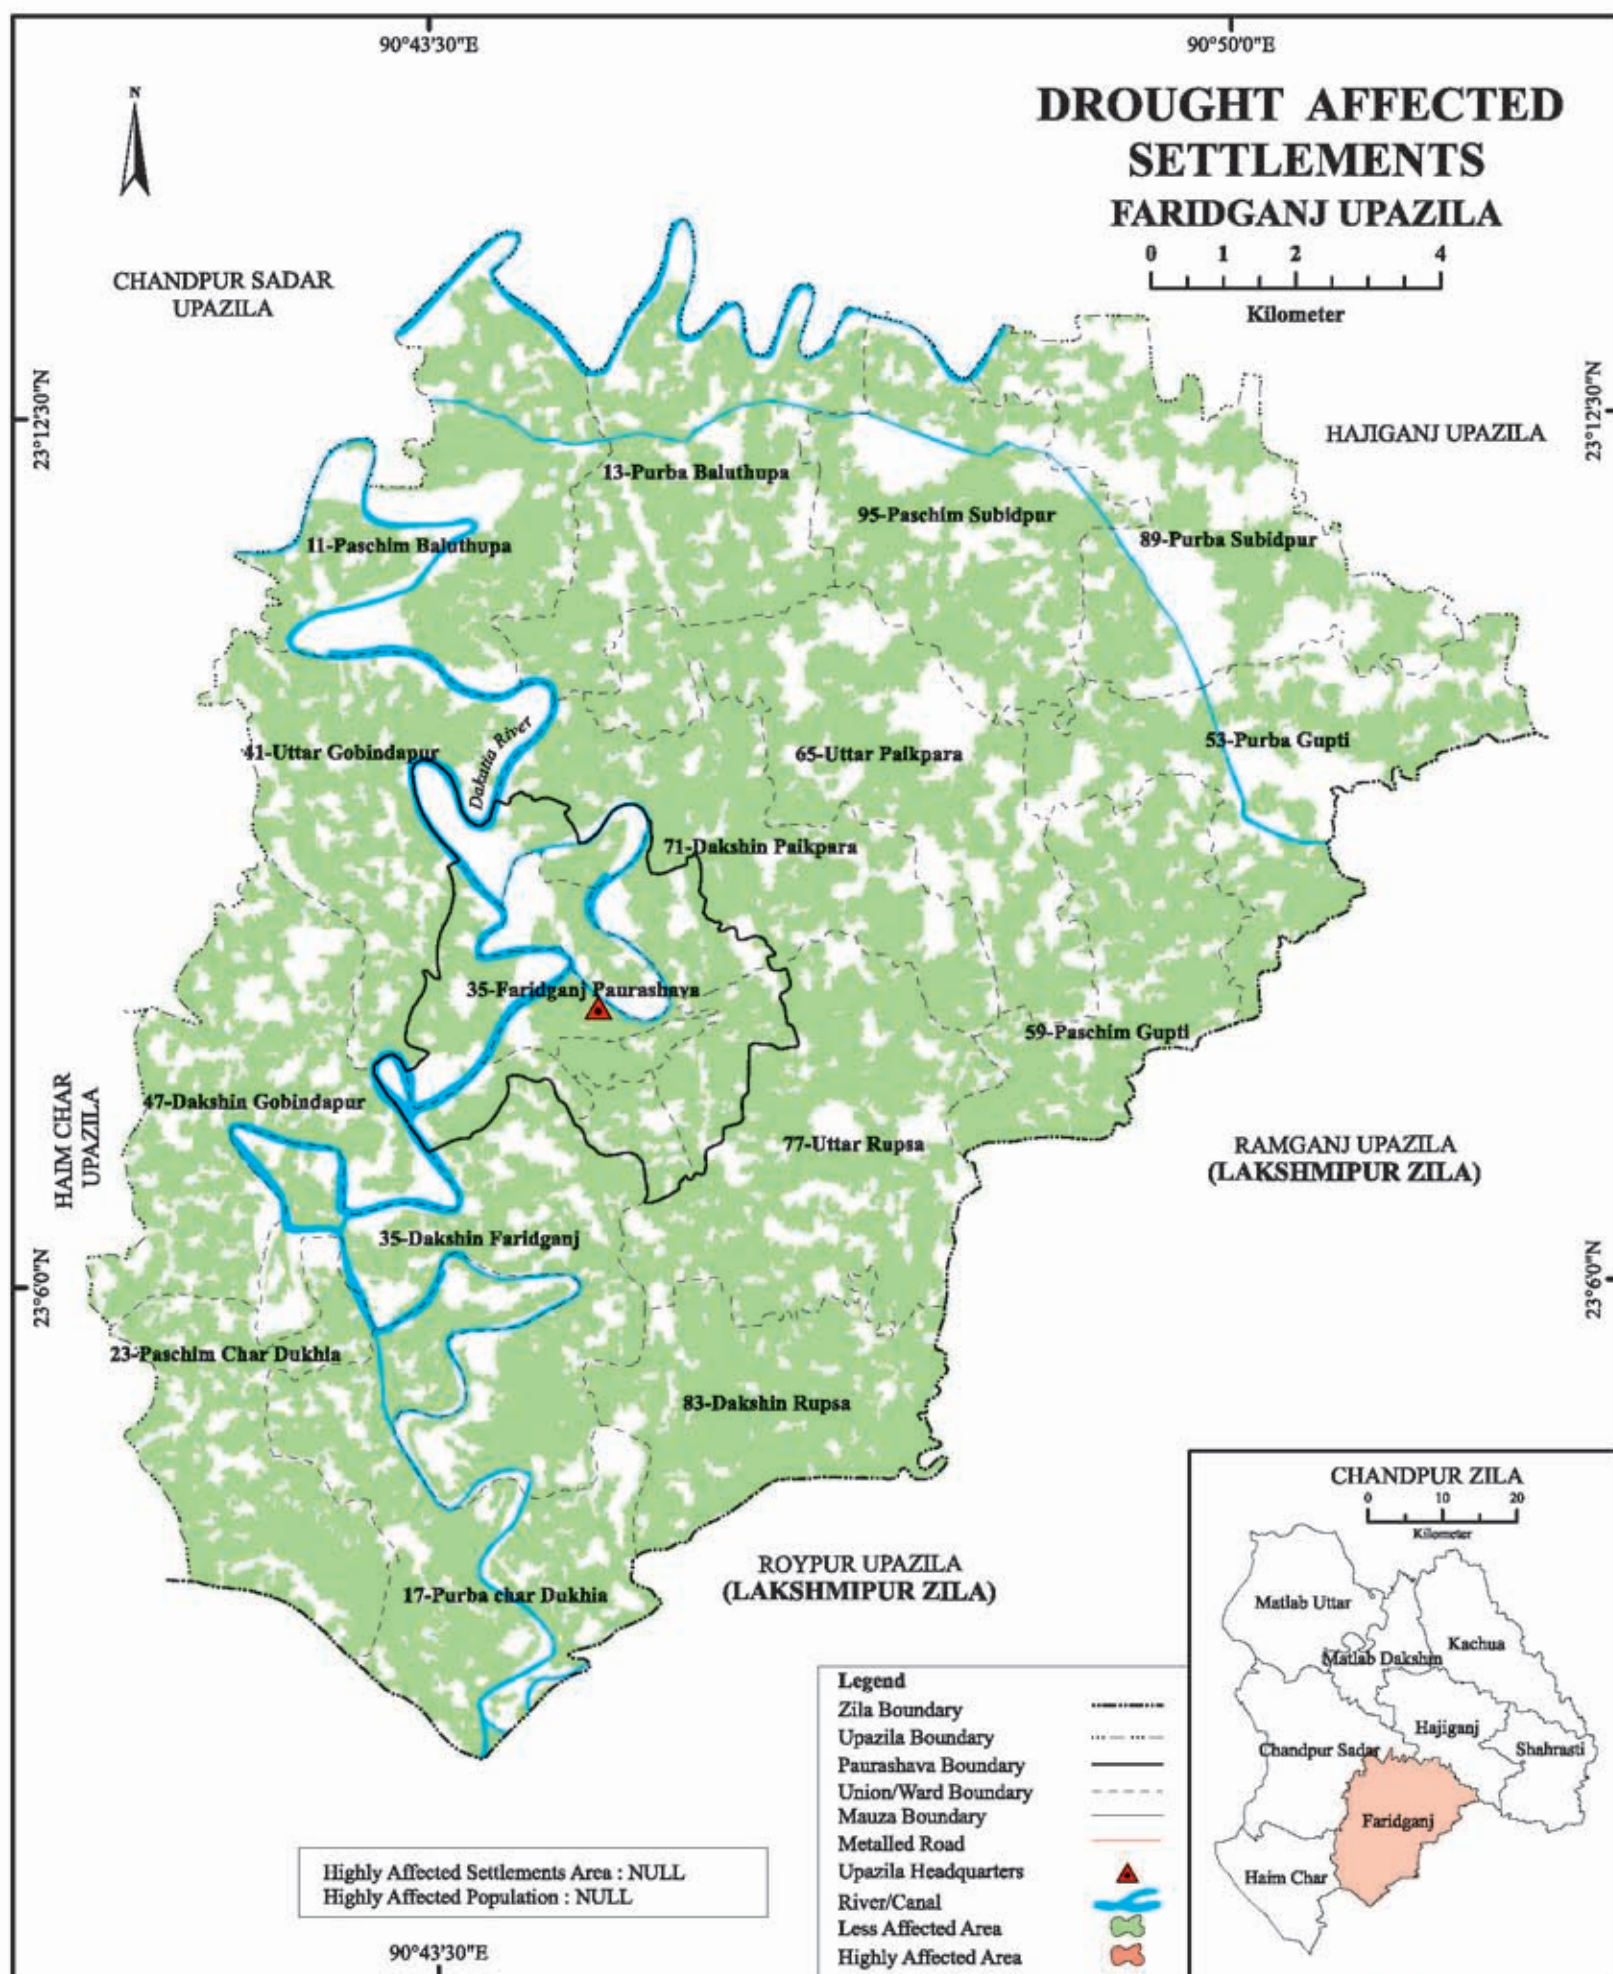 90°43'30"E
90°50'0"E
N
DROUGHT AFFECTED
SETTLEMENTS
FARIDGANJ UPAZILA
0 1 2 4
Kilometer
CHANDPUR SADAR
UPAZILA
23°12'30"N
23°12'30"N
HAJIGANJ UPAZILA
13-Purba Baluthupa
95-Paschim Subidpur
89-Purba Subidpur
11-Paschim Baluthupa
41-Uttar Gobindapur
Dakatia River
65-Uttar Paikpara
53-Purba Gupti
71-Dakshin Paikpara
35-Faridganj Paurashava
59-Paschim Gupti
HAIM CHAR
UPAZILA
47-Dakshin Gobindapur
77-Uttar Rupsa
RAMGANJ UPAZILA
(LAKSHMIPUR ZILA)
35-Dakshin Faridganj
23°6'0"N
23°6'0"N
23-Paschim Char Dukhia
83-Dakshin Rupsa
ROYPUR UPAZILA
(LAKSHMIPUR ZILA)
17-Purba char Dukhia
CHANDPUR ZILA
0 10 20
Kilometer
Matlab Uttar
Kachua
Matlab Dakshin
Hajiganj
Shahrasti
Chandpur Sadar
Faridganj
Haim Char
Legend
Zila Boundary
Upazila Boundary
Paurashava Boundary
Union/Ward Boundary
Mauza Boundary
Metalled Road
Upazila Headquarters
River/Canal
Less Affected Area
Highly Affected Area
Highly Affected Settlements Area : NULL
Highly Affected Population : NULL
90°43'30"E